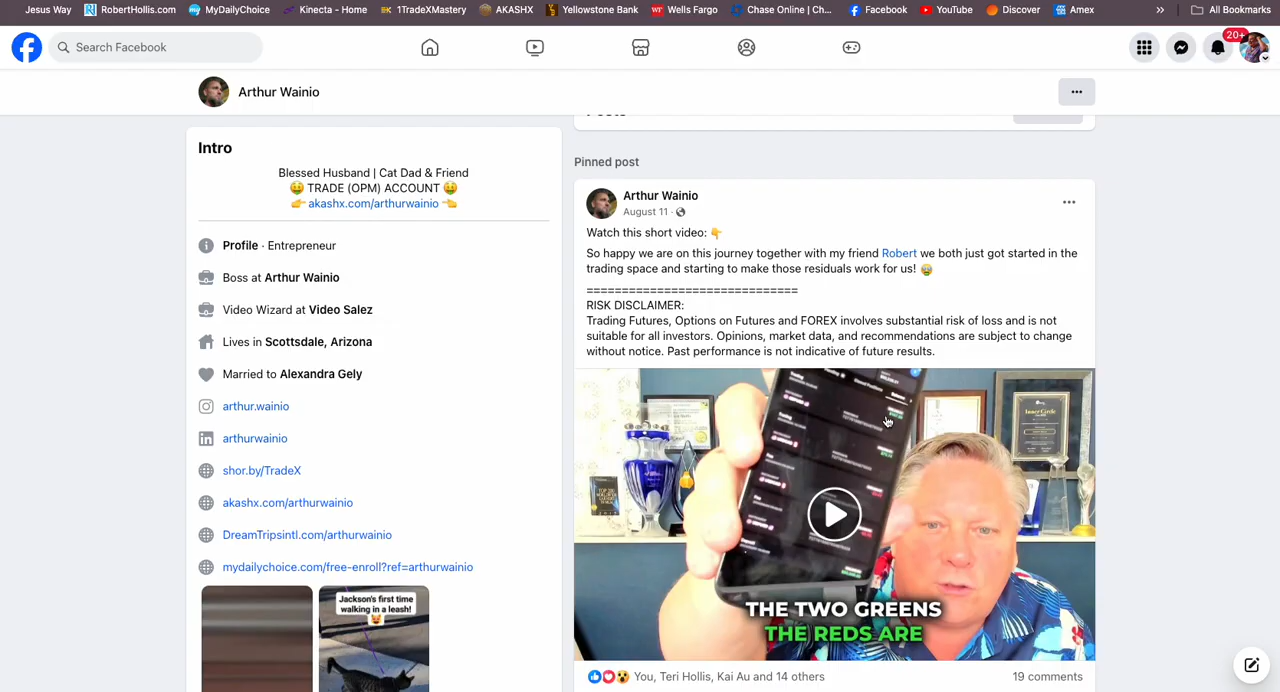 Jesus Way RobertHollis.com MyDailyChoice Kinecta - Home 1TradeXMastery AKASHX Yellowstone Bank Wells Fargo Chase Online | Ch... Facebook YouTube Discover Amex » All Bookmarks
Search Facebook
20+
Arthur Wainio
Intro
Blessed Husband | Cat Dad & Friend
🤑 TRADE (OPM) ACCOUNT 🤑
👉 akashx.com/arthurwainio 👈
Profile · Entrepreneur
Boss at Arthur Wainio
Video Wizard at Video Salez
Lives in Scottsdale, Arizona
Married to Alexandra Gely
arthur.wainio
arthurwainio
shor.by/TradeX
akashx.com/arthurwainio
DreamTripsintl.com/arthurwainio
mydailychoice.com/free-enroll?ref=arthurwainio
Jackson's first time
walking in a leash!
Posts
Pinned post
Arthur Wainio
August 11 ·
Watch this short video: 👇
So happy we are on this journey together with my friend Robert we both just got started in the
trading space and starting to make those residuals work for us! 😭
==============================
RISK DISCLAIMER:
Trading Futures, Options on Futures and FOREX involves substantial risk of loss and is not
suitable for all investors. Opinions, market data, and recommendations are subject to change
without notice. Past performance is not indicative of future results.
Inner Circle
THE TWO GREENS
THE REDS ARE
You, Teri Hollis, Kai Au and 14 others
19 comments